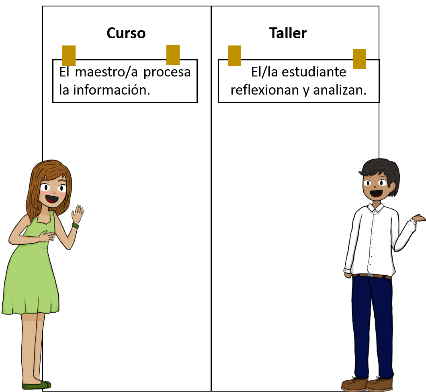 Curso
El maestro/a procesa
la información.
Taller
El/la estudiante
reflexionan y analizan.